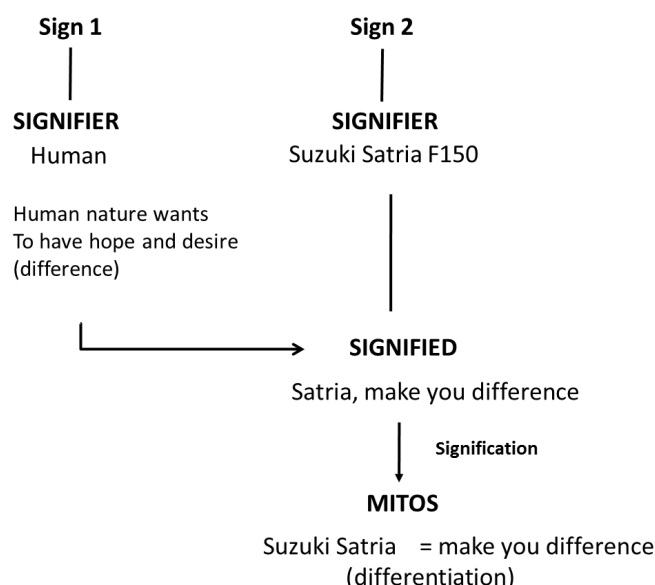 Sign 1
Sign 2
SIGNIFIER
Human
SIGNIFIER
Suzuki Satria F150
Human nature wants
To have hope and desire
(difference)
SIGNIFIED
Satria, make you difference
Signification
MITOS
Suzuki Satria = make you difference
(differentiation)